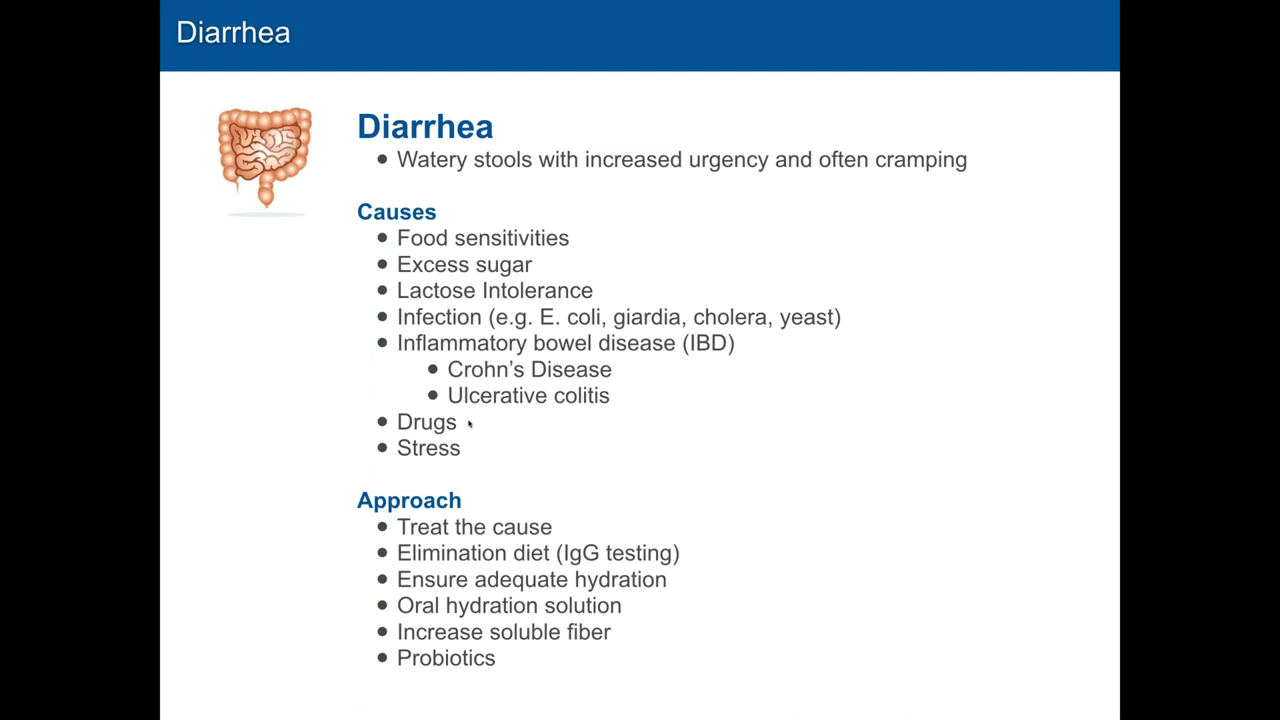 Diarrhea
Diarrhea
• Watery stools with increased urgency and often cramping
Causes
• Food sensitivities
• Excess sugar
• Lactose Intolerance
• Infection (e.g. E. coli, giardia, cholera, yeast)
• Inflammatory bowel disease (IBD)
• Crohn’s Disease
• Ulcerative colitis
• Drugs
• Stress
Approach
• Treat the cause
• Elimination diet (IgG testing)
• Ensure adequate hydration
• Oral hydration solution
• Increase soluble fiber
• Probiotics